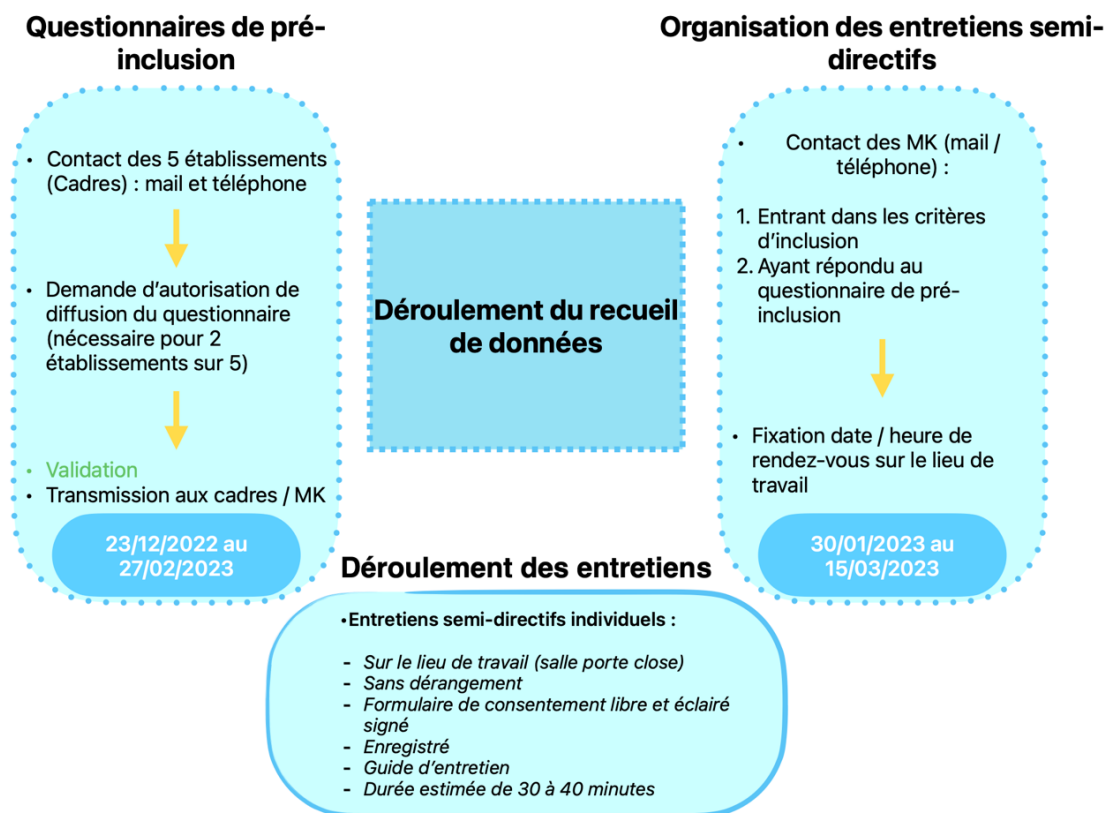 Questionnaires de pré-
inclusion
• Contact des 5 établissements
(Cadres) : mail et téléphone
• Demande d'autorisation de
diffusion du questionnaire
(nécessaire pour 2
établissements sur 5)
• Validation
• Transmission aux cadres / MK
23/12/2022 au
27/02/2023
Déroulement du recueil
de données
Organisation des entretiens semi-
directifs
• Contact des MK (mail /
téléphone) :
1. Entrant dans les critères
d'inclusion
2. Ayant répondu au
questionnaire de pré-
inclusion
• Fixation date / heure de
rendez-vous sur le lieu de
travail
30/01/2023 au
15/03/2023
Déroulement des entretiens
•Entretiens semi-directifs individuels :
- Sur le lieu de travail (salle porte close)
- Sans dérangement
- Formulaire de consentement libre et éclairé
signé
- Enregistré
- Guide d'entretien
- Durée estimée de 30 à 40 minutes